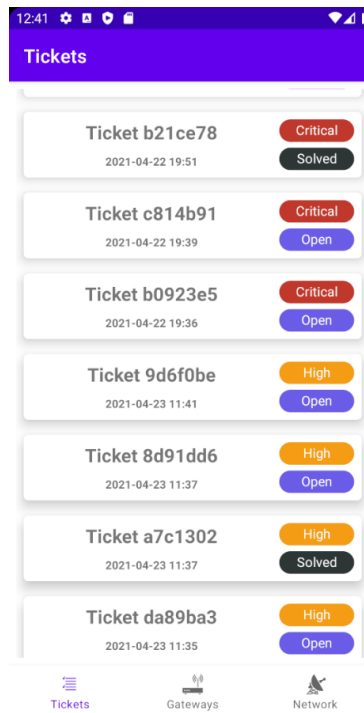 12:41
Tickets
Ticket b21ce78
Critical
2021-04-22 19:51
Solved
Ticket c814b91
Critical
2021-04-22 19:39
Open
Ticket b0923e5
Critical
2021-04-22 19:36
Open
Ticket 9d6f0be
High
2021-04-23 11:41
Open
Ticket 8d91dd6
High
2021-04-23 11:37
Open
Ticket a7c1302
High
2021-04-23 11:37
Solved
Ticket da89ba3
High
2021-04-23 11:35
Open
Tickets
Gateways
Network